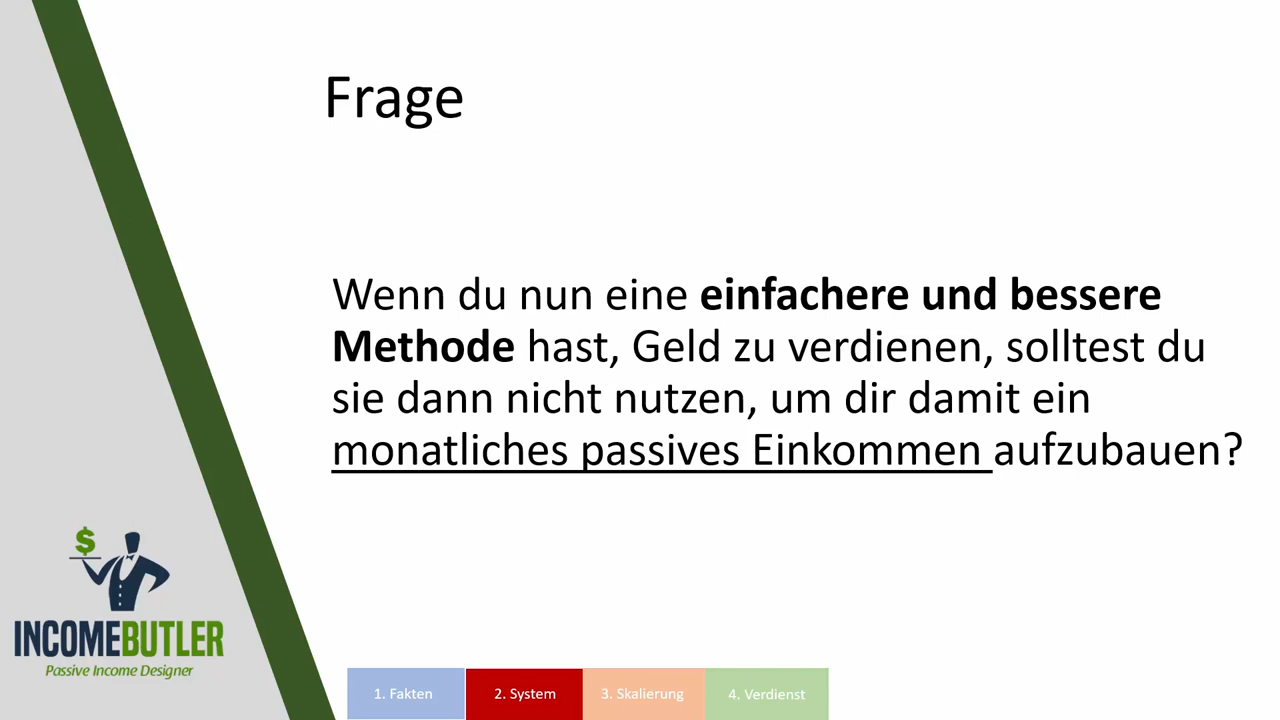 Frage
Wenn du nun eine einfachere und bessere
Methode hast, Geld zu verdienen, solltest du
sie dann nicht nutzen, um dir damit ein
monatliches passives Einkommen aufzubauen?
$
INCOMEBUTLER
Passive Income Designer
1. Fakten
2. System
3. Skalierung
4. Verdienst